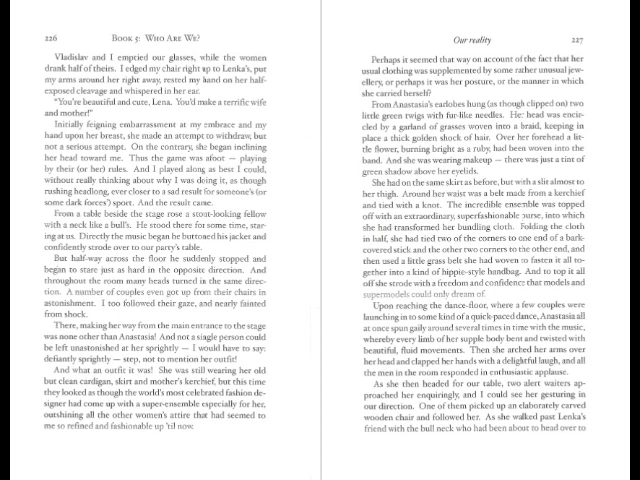 226
BOOK 5: WHO ARE WE?
Vladislav and I emptied our glasses, while the women
drank half of theirs. I edged my chair right up to Lenka's, put
my arms around her right away, rested my hand on her half-
exposed cleavage and whispered in her ear.
"You're beautiful and cute, Lena. You'd make a terrific wife
and mother!"
Initially feigning embarrassment at my embrace and my
hand upon her breast, she made an attempt to withdraw, but
not a serious attempt. On the contrary, she began inclining
her head toward me. Thus the game was afoot — playing
by their (or her) rules. And I played along as best I could,
without really thinking about why I was doing it, as though
rushing headlong, ever closer to a sad result for someone's (or
some dark forces') sport. And the result came.
From a table beside the stage rose a stout-looking fellow
with a neck like a bull's. He stood there for some time, star-
ing at us. Directly the music began he buttoned his jacket and
confidently strode over to our party's table.
But half-way across the floor he suddenly stopped and
began to stare just as hard in the opposite direction. And
throughout the room many heads turned in the same direc-
tion. A number of couples even got up from their chairs in
astonishment. I too followed their gaze, and nearly fainted
from shock.
There, making her way from the main entrance to the stage
was none other than Anastasia! And not a single person could
be left unastonished at her sprightly — I would have to say:
defiantly sprightly — step, not to mention her outfit!
And what an outfit it was! She was still wearing her old
but clean cardigan, skirt and mother's kerchief, but this time
they looked as though the world's most celebrated fashion de-
signer had come up with a super-ensemble especially for her,
outshining all the other women's attire that had seemed to
me so refined and fashionable up 'til now.
Our reality
227
Perhaps it seemed that way on account of the fact that her
usual clothing was supplemented by some rather unusual jew-
ellery, or perhaps it was her posture, or the manner in which
she carried herself?
From Anastasia's earlobes hung (as though clipped on) two
little green twigs with fur-like needles. Her head was encir-
cled by a garland of grasses woven into a braid, keeping in
place a thick golden shock of hair. Over her forehead a lit-
tle flower, burning bright as a ruby, had been woven into the
band. And she was wearing makeup — there was just a tint of
green shadow above her eyelids.
She had on the same skirt as before, but with a slit almost to
her thigh. Around her waist was a belt made from a kerchief
and tied with a knot. The incredible ensemble was topped
off with an extraordinary, superfashionable purse, into which
she had transformed her bundling cloth. Folding the cloth
in half, she had tied two of the corners to one end of a bark-
covered stick and the other two corners to the other end, and
then used a little grass belt she had woven to fasten it all to-
gether into a kind of hippie-style handbag. And to top it all
off she strode with a freedom and confidence that models and
supermodels could only dream of.
Upon reaching the dance-floor, where a few couples were
launching into some kind of a quick-paced dance, Anastasia all
at once spun gaily around several times in time with the music,
whereby every limb of her supple body bent and twisted with
beautiful, fluid movements. Then she arched her arms over
her head and clapped her hands with a delightful laugh, and all
the men in the room responded in enthusiastic applause.
As she then headed for our table, two alert waiters ap-
proached her enquiringly, and I could see her gesturing in
our direction. One of them picked up an elaborately carved
wooden chair and followed her. As she walked past Lenka's
friend with the bull neck who had been about to head over to